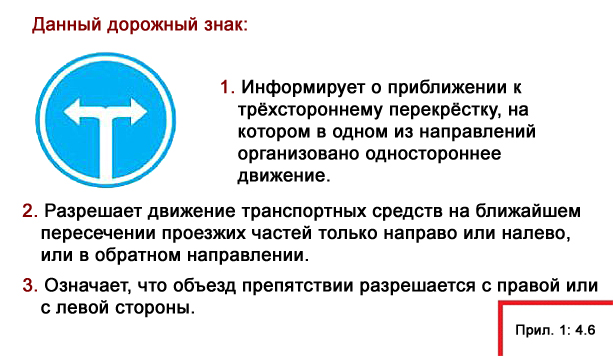 Данный дорожный знак:
1. Информирует о приближении к
трёхстороннему перекрёстку, на
котором в одном из направлений
организовано одностороннее
движение.
2. Разрешает движение транспортных средств на ближайшем
пересечении проезжих частей только направо или налево,
или в обратном направлении.
3. Означает, что объезд препятствии разрешается с правой или
с левой стороны.
Прил. 1: 4.6